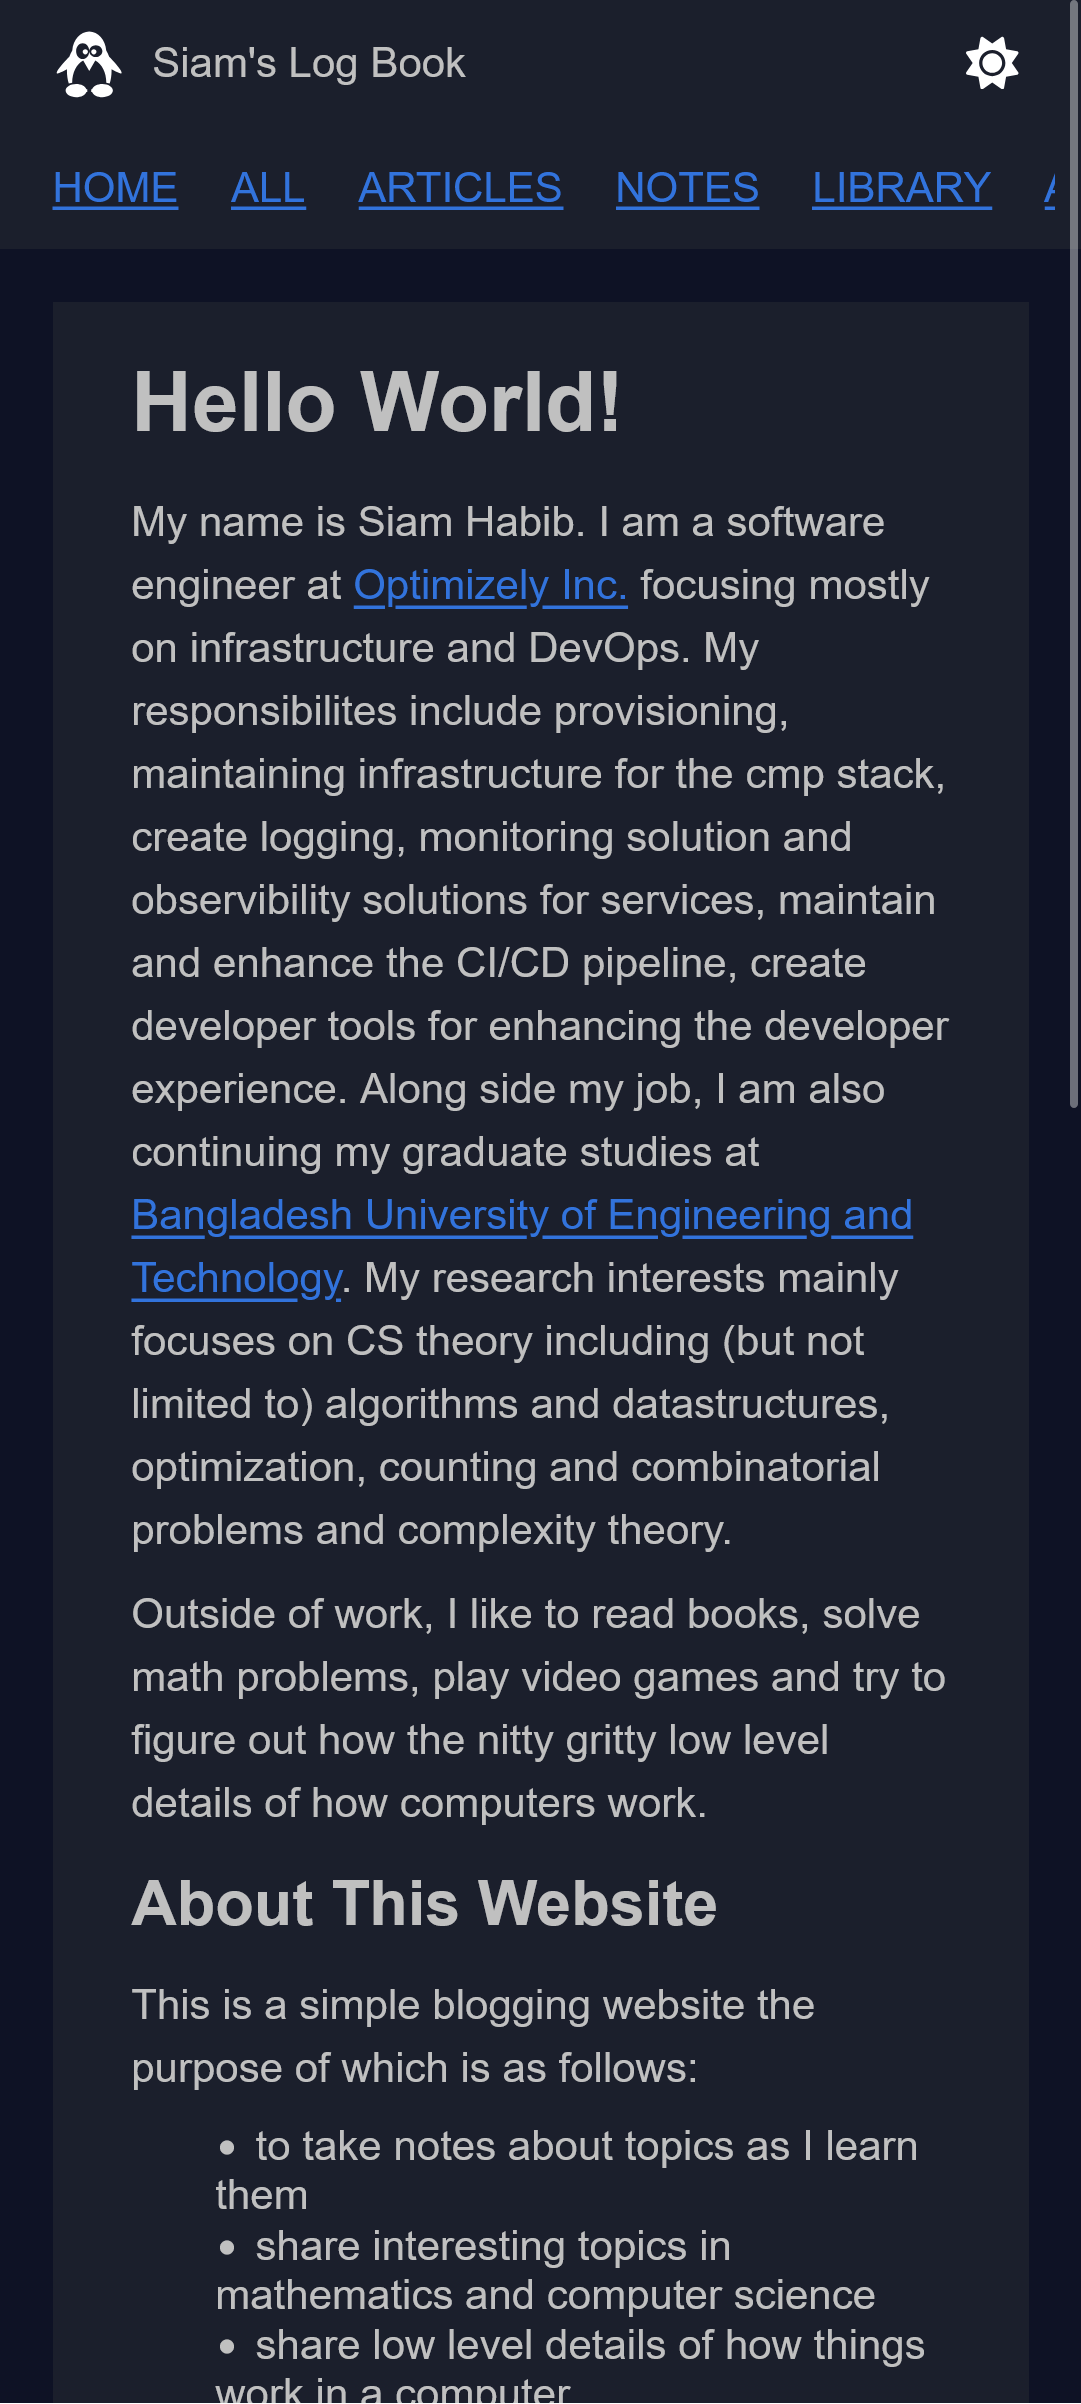 Siam's Log Book
HOME ALL ARTICLES NOTES LIBRARY
Hello World!
My name is Siam Habib. I am a software
engineer at Optimizely Inc. focusing mostly
on infrastructure and DevOps. My
responsibilites include provisioning,
maintaining infrastructure for the cmp stack,
create logging, monitoring solution and
observibility solutions for services, maintain
and enhance the CI/CD pipeline, create
developer tools for enhancing the developer
experience. Along side my job, I am also
continuing my graduate studies at
Bangladesh University of Engineering and
Technology. My research interests mainly
focuses on CS theory including (but not
limited to) algorithms and datastructures,
optimization, counting and combinatorial
problems and complexity theory.
Outside of work, I like to read books, solve
math problems, play video games and try to
figure out how the nitty gritty low level
details of how computers work.
About This Website
This is a simple blogging website the
purpose of which is as follows:
• to take notes about topics as I learn
them
• share interesting topics in
mathematics and computer science
• share low level details of how things
work in a computer